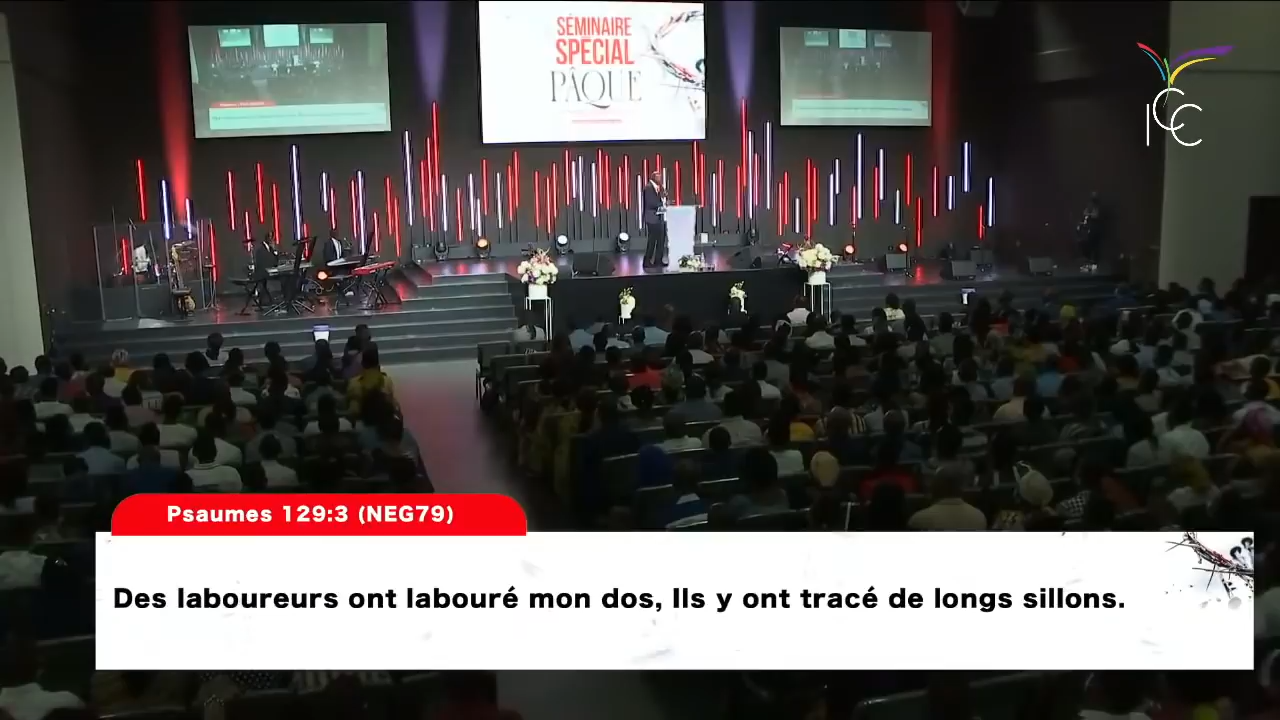 SÉMINAIRE
SPÉCIAL
PÂQUE
ICC
Psaumes 129:3 (NEG79)
Des laboureurs ont labouré mon dos, Ils y ont tracé de longs sillons.